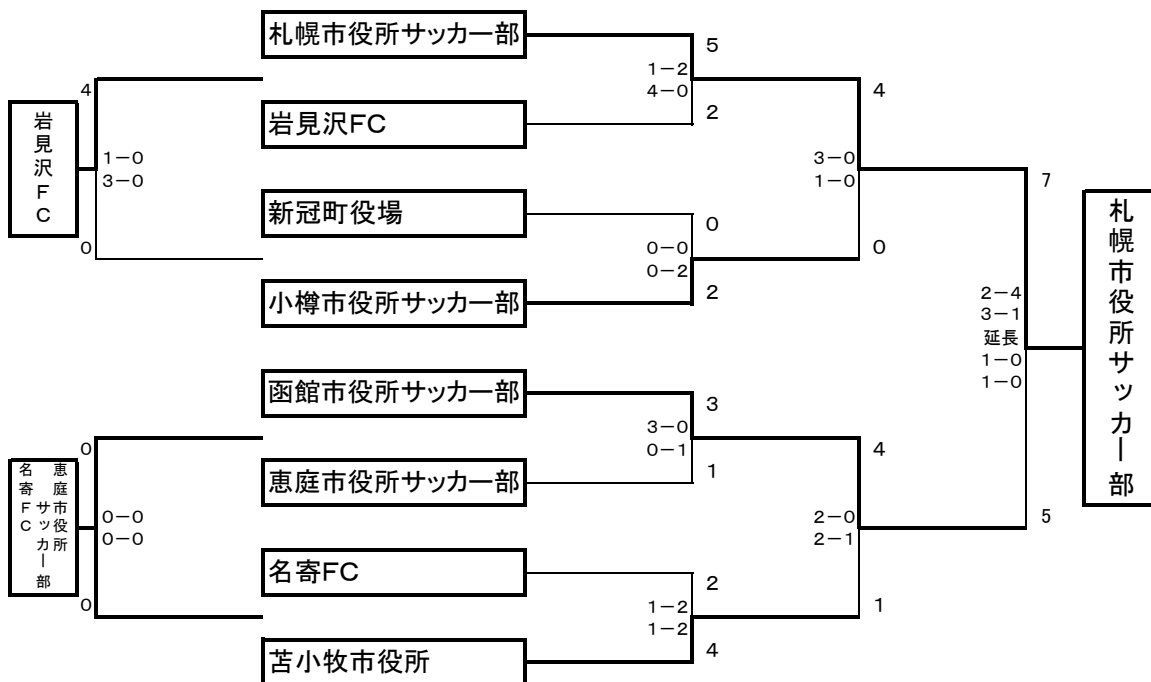 札幌市役所サッカー部
5
1-2
4-0
4
4
岩見沢FC
2
岩見沢FC
1-0
3-0
3-0
1-0
7
新冠町役場
0
0
0-0
0-2
0
小樽市役所サッカー部
2
2-4
3-1
延長
1-0
1-0
札幌市役所サッカー部
函館市役所サッカー部
3
3-0
0-1
0
4
恵庭市役所サッカー部
1
恵庭市役所サッカー部
名寄FC
0-0
0-0
2-0
2-1
5
名寄FC
2
0
1-2
1-2
1
苫小牧市役所
4